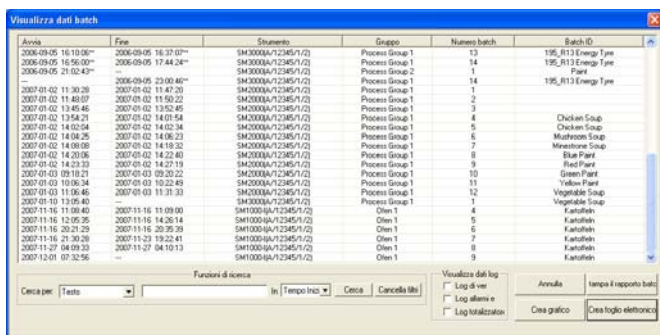 Visualizza dati batch
Avvia Fine Strumento Gruppo Numero batch Batch ID
2006-09-05 16:10:06~ 2006-09-05 16:37:07~ SM3000(IA/12345/1/2) Process Group 1 13 195_R13 Energy Tyre
2006-09-05 16:56:00~ 2006-09-05 17:44:24~ SM3000(IA/12345/1/2) Process Group 1 14 195_R13 Energy Tyre
2006-09-05 21:02:43~ --- SM3000(IA/12345/1/2) Process Group 2 1 Paint
--- 2006-09-05 23:00:46~ SM3000(IA/12345/1/2) Process Group 1 14 195_R13 Energy Tyre
2007-01-02 11:30:28 2007-01-02 11:47:20 SM2000(IA/12345/1/2) Process Group 1 1
2007-01-02 11:48:07 2007-01-02 11:50:22 SM2000(IA/12345/1/2) Process Group 1 2
2007-01-02 13:45:46 2007-01-02 13:52:45 SM2000(IA/12345/1/2) Process Group 1 3
2007-01-02 13:54:21 2007-01-02 14:01:54 SM2000(IA/12345/1/2) Process Group 1 4 Chicken Soup
2007-01-02 14:02:04 2007-01-02 14:02:34 SM2000(IA/12345/1/2) Process Group 1 5 Chicken Soup
2007-01-02 14:04:25 2007-01-02 14:06:23 SM2000(IA/12345/1/2) Process Group 1 6 Mushroom Soup
2007-01-02 14:08:08 2007-01-02 14:18:32 SM2000(IA/12345/1/2) Process Group 1 7 Minestrone Soup
2007-01-02 14:20:06 2007-01-02 14:22:40 SM2000(IA/12345/1/2) Process Group 1 8 Blue Paint
2007-01-02 14:23:33 2007-01-02 14:27:19 SM2000(IA/12345/1/2) Process Group 1 9 Red Paint
2007-01-03 09:18:21 2007-01-03 09:20:22 SM2000(IA/12345/1/2) Process Group 1 10 Green Paint
2007-01-03 10:06:34 2007-01-03 10:22:49 SM2000(IA/12345/1/2) Process Group 1 11 Yellow Paint
2007-01-03 11:06:46 2007-01-03 11:31:33 SM2000(IA/12345/1/2) Process Group 1 12 Vegetable Soup
2007-01-10 13:05:40 --- SM3000(IA/12345/1/2) Process Group 1 1 Vegetable Soup
2007-11-16 11:08:40 2007-11-16 11:09:00 SM1000-I(A/12345/1/2) Ofen 1 4 Kartoffeln
2007-11-16 12:05:35 2007-11-16 14:26:14 SM1000-I(A/12345/1/2) Ofen 1 5 Kartoffeln
2007-11-16 20:21:29 2007-11-16 20:35:39 SM1000-I(A/12345/1/2) Ofen 1 6 Kartoffeln
2007-11-16 21:30:28 2007-11-23 19:22:41 SM1000-I(A/12345/1/2) Ofen 1 7 Kartoffeln
2007-11-27 04:09:33 2007-11-27 04:10:13 SM1000-I(A/12345/1/2) Ofen 1 8 Kartoffeln
2007-12-01 07:32:56 --- SM1000-I(A/12345/1/2) Ofen 1 9 Kartoffeln
Funzioni di ricerca
Cerca per: Testo In Tempo Iniz Cerca Cancella filtri
Visualizza dati log
Log di ver
Log allarmi e
Log totalizzatori
Annulla tampa il rapporto batc
Crea grafico Crea foglio elettronico